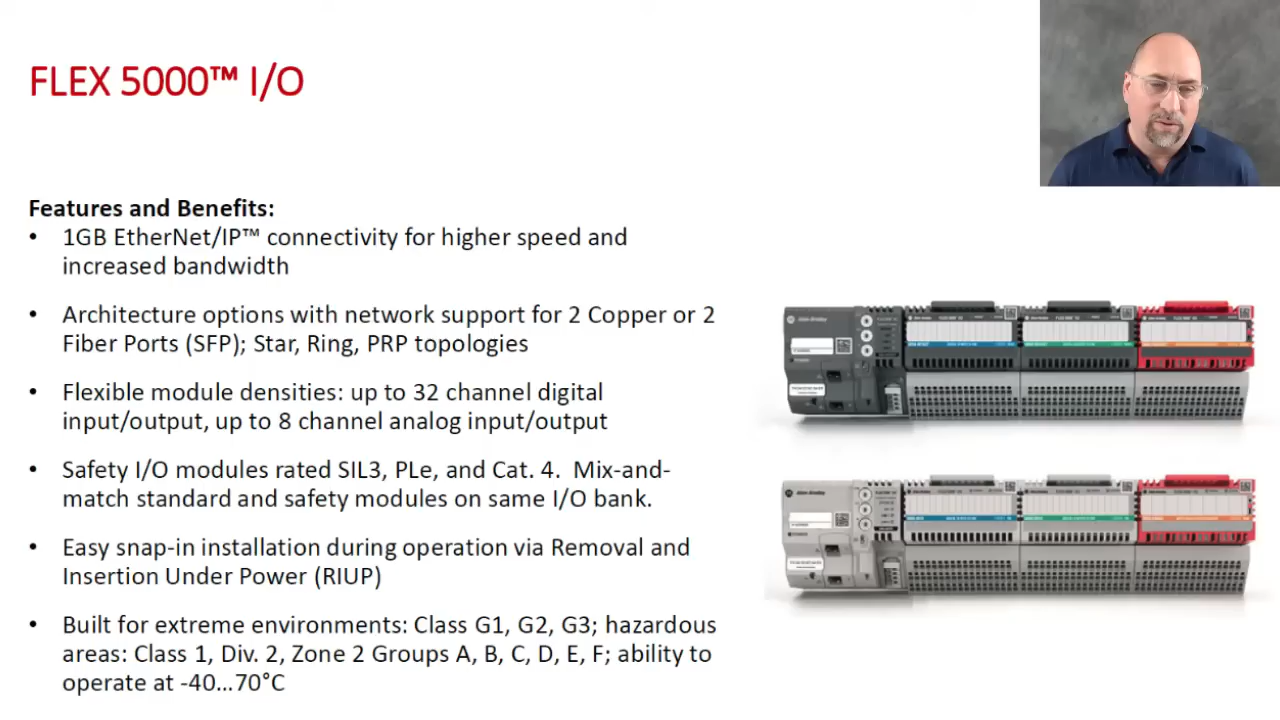 FLEX 5000™ I/O
Features and Benefits:
• 1GB EtherNet/IP™ connectivity for higher speed and
increased bandwidth
• Architecture options with network support for 2 Copper or 2
Fiber Ports (SFP); Star, Ring, PRP topologies
• Flexible module densities: up to 32 channel digital
input/output, up to 8 channel analog input/output
• Safety I/O modules rated SIL3, PLe, and Cat. 4. Mix-and-
match standard and safety modules on same I/O bank.
• Easy snap-in installation during operation via Removal and
Insertion Under Power (RIUP)
• Built for extreme environments: Class G1, G2, G3; hazardous
areas: Class 1, Div. 2, Zone 2 Groups A, B, C, D, E, F; ability to
operate at -40...70°C
Allen-Bradley
Allen-Bradley